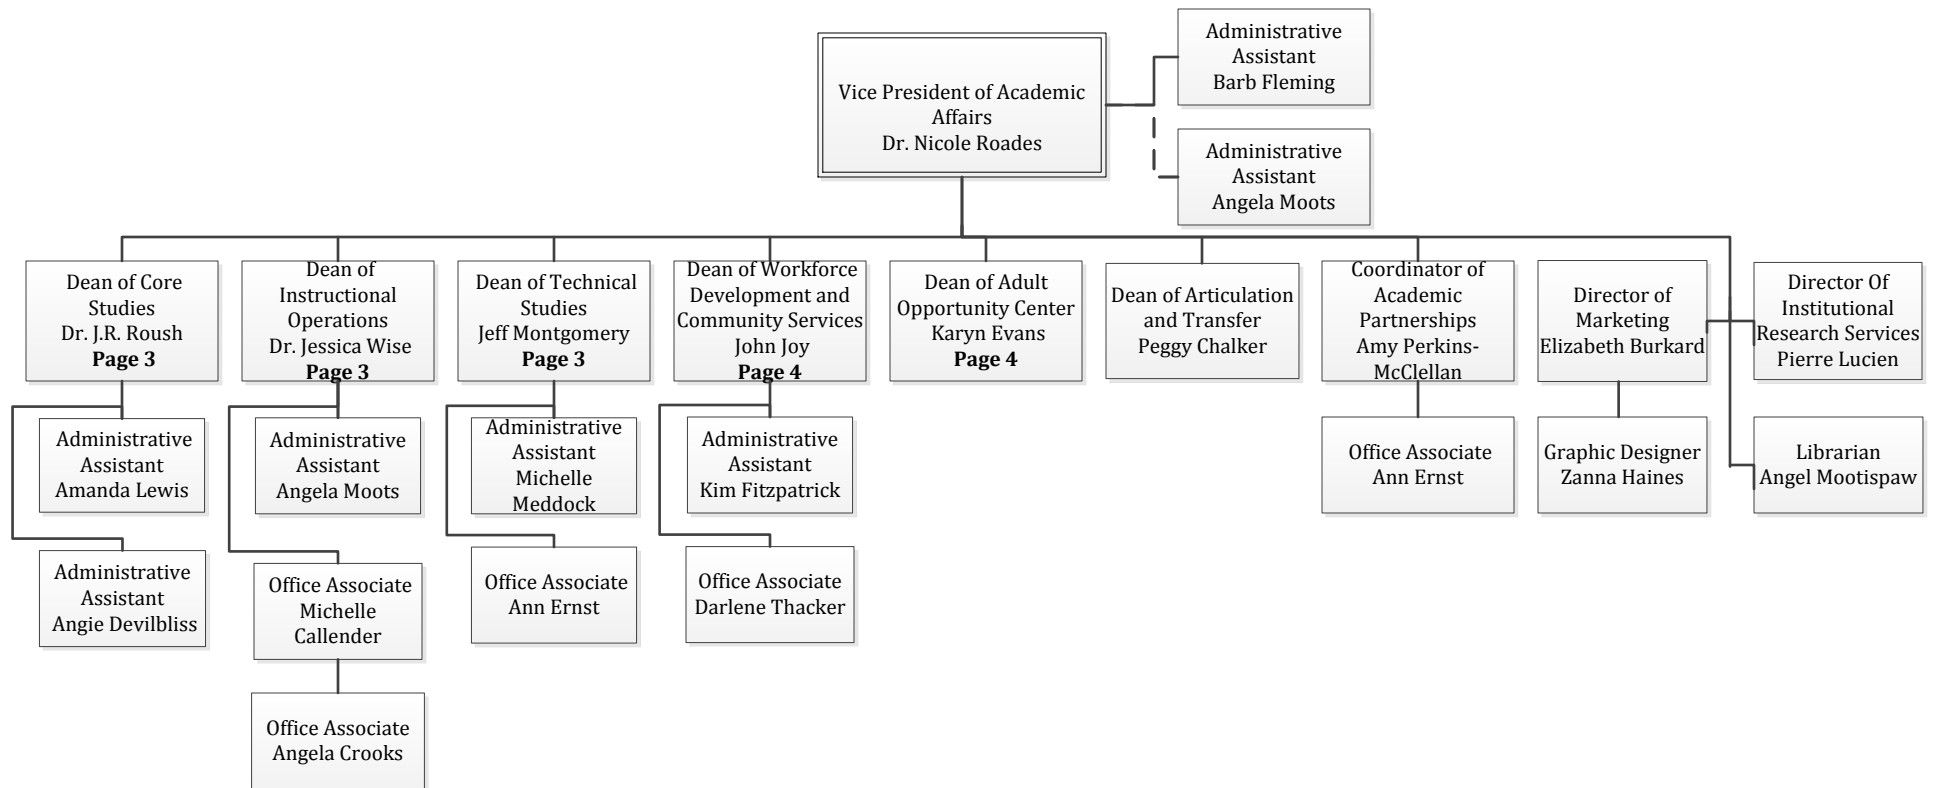 Vice President of Academic
Affairs
Dr. Nicole Roades
Administrative
Assistant
Barb Fleming
Administrative
Assistant
Angela Moots
Dean of Core
Studies
Dr. J.R. Roush
Page 3
Dean of
Instructional
Operations
Dr. Jessica Wise
Page 3
Dean of Technical
Studies
Jeff Montgomery
Page 3
Dean of Workforce
Development and
Community Services
John Joy
Page 4
Dean of Adult
Opportunity Center
Karyn Evans
Page 4
Dean of Articulation
and Transfer
Peggy Chalker
Coordinator of
Academic
Partnerships
Amy Perkins-
McClellan
Director of
Marketing
Elizabeth Burkard
Director Of
Institutional
Research Services
Pierre Lucien
Administrative
Assistant
Amanda Lewis
Administrative
Assistant
Angela Moots
Administrative
Assistant
Michelle
Meddock
Administrative
Assistant
Kim Fitzpatrick
Office Associate
Ann Ernst
Graphic Designer
Zanna Haines
Librarian
Angel Mootispaw
Administrative
Assistant
Angie Devilbliss
Office Associate
Michelle
Callender
Office Associate
Ann Ernst
Office Associate
Darlene Thacker
Office Associate
Angela Crooks